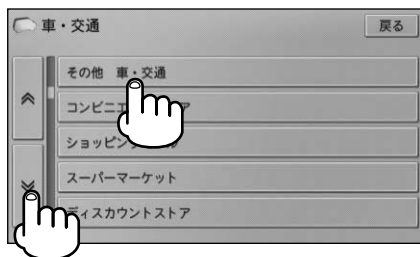 車・交通
戻る
その他 車・交通
コンビニ
ショッピン
スーパーマーケット
ディスカウントストア